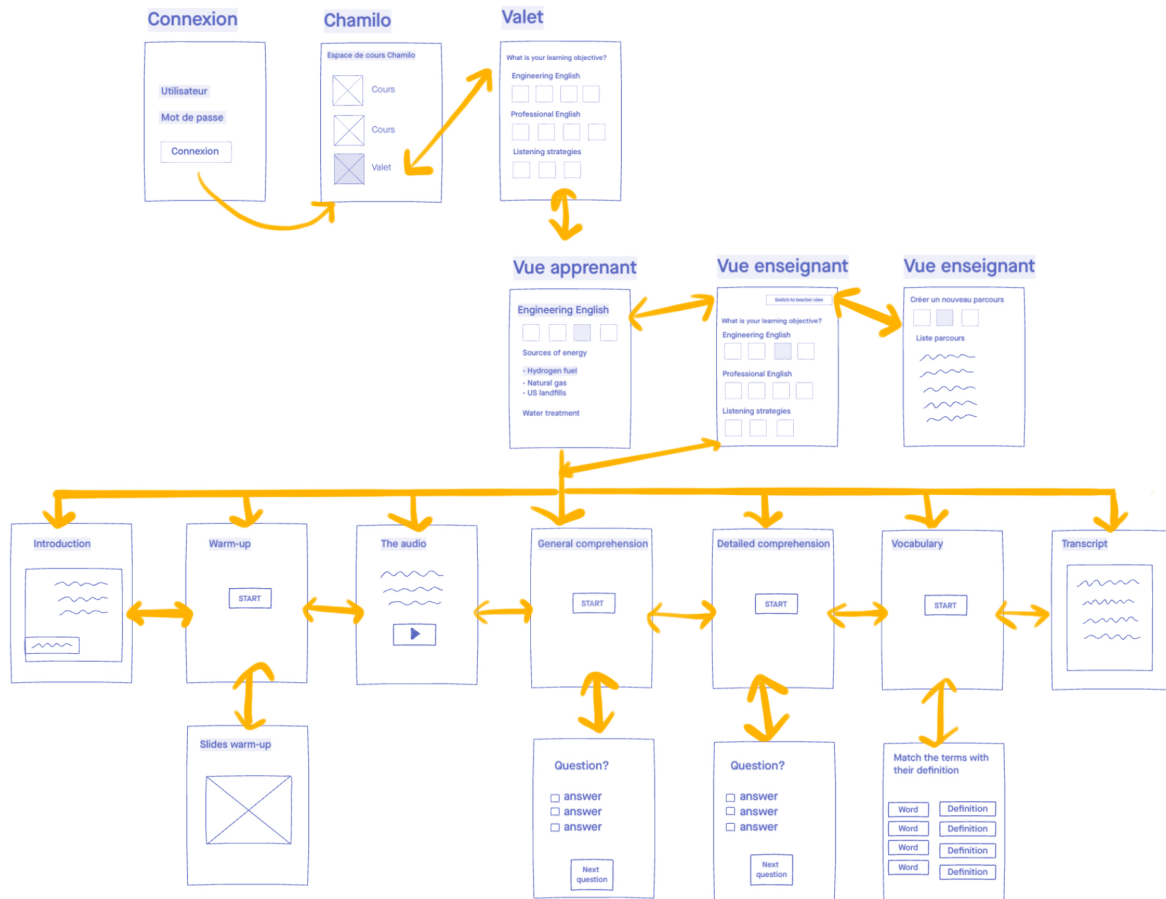 Connexion
Utilisateur
Mot de passe
Connexion
Chamilo
Espace de cours Chamilo
Cours
Cours
Valet
Valet
What is your learning objective?
Engineering English
Professional English
Listening strategies
Vue apprenant
Engineering English
Sources of energy
- Hydrogen fuel
- Natural gas
- US landfills
Water treatment
Vue enseignant
Switch to teacher view
What is your learning objective?
Engineering English
Professional English
Listening strategies
Vue enseignant
Créer un nouveau parcours
Liste parcours
Introduction
Warm-up
START
The audio
General comprehension
START
Detailed comprehension
START
Vocabulary
START
Transcript
Slides warm-up
Question?
answer
answer
answer
Next
question
Question?
answer
answer
answer
Next
question
Match the terms with
their definition
Word Definition
Word Definition
Word Definition
Word Definition